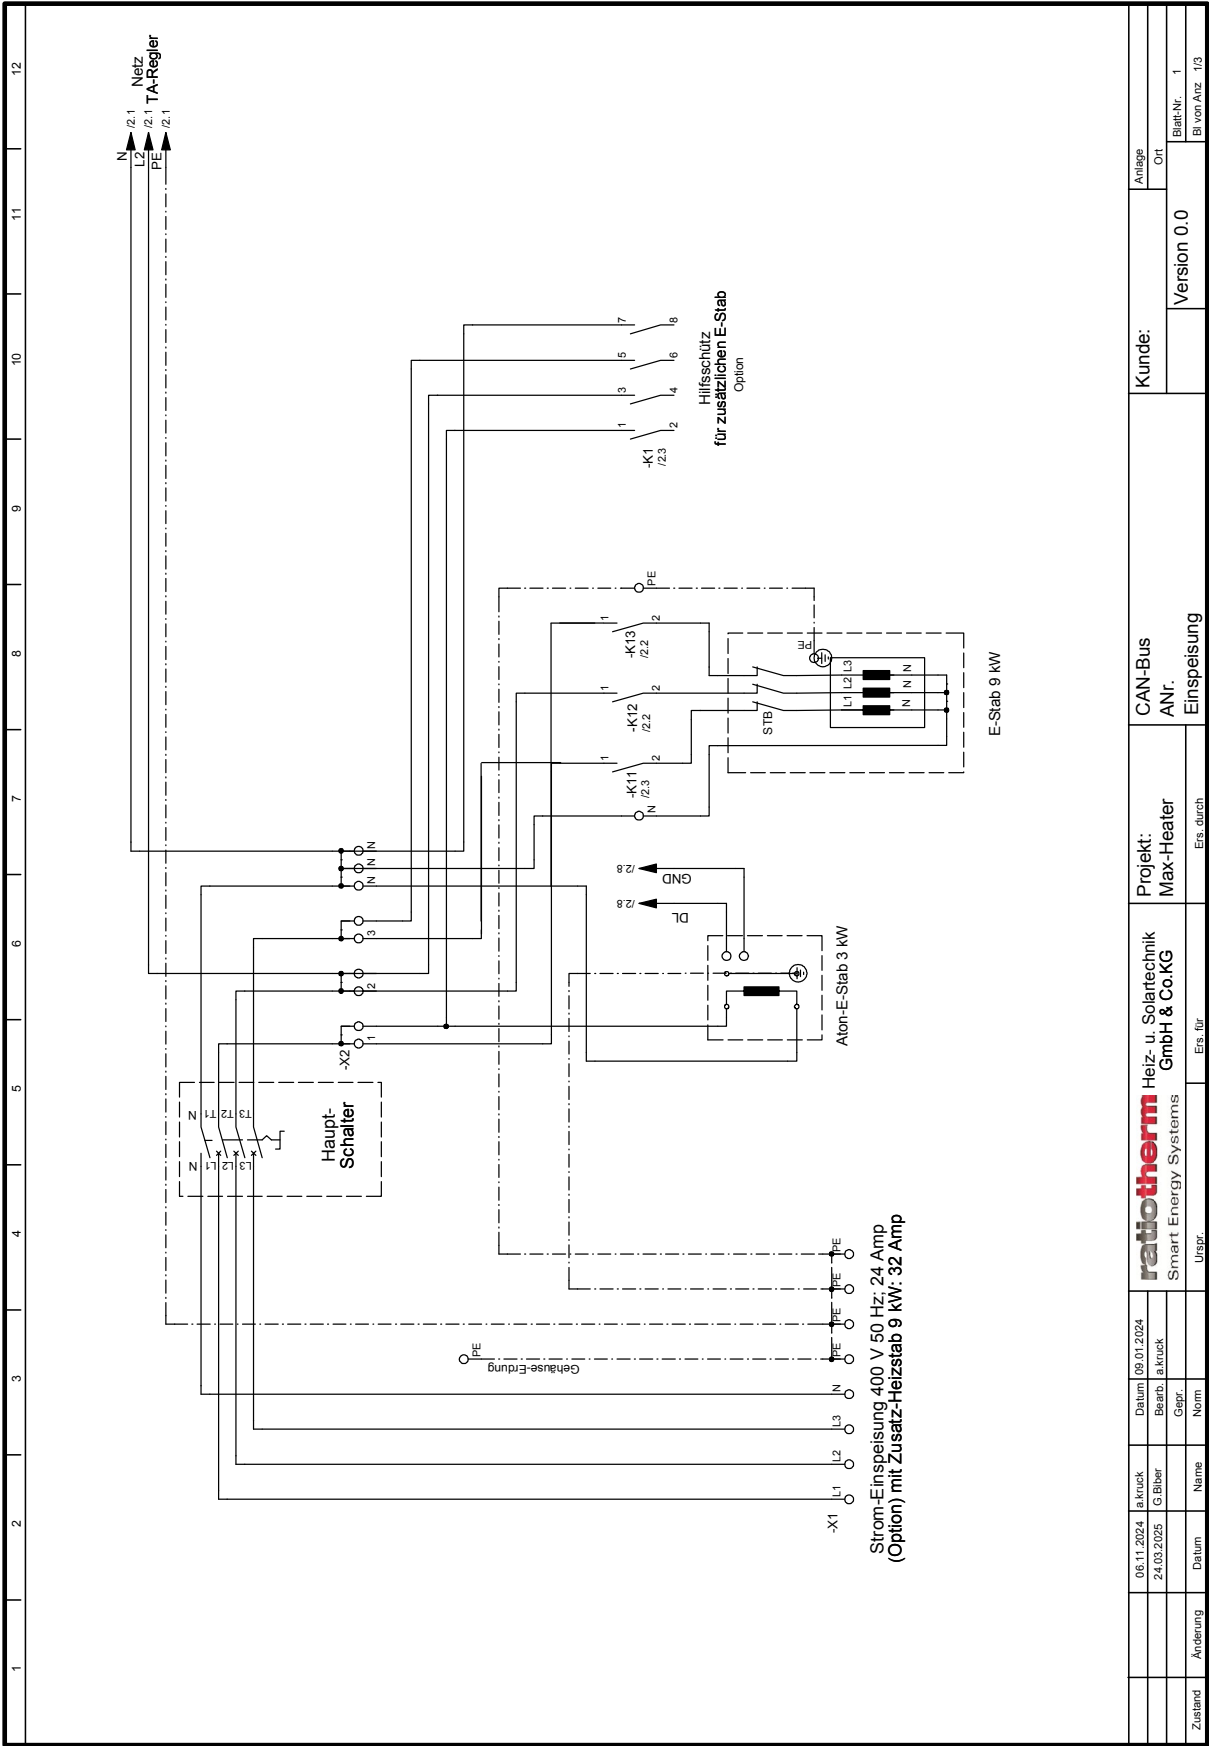 1
2
3
4
5
6
7
8
9
10
11
12
N
/2.1
Netz
L2
/2.1
TA-Regler
PE
/2.1
Haupt-
Schalter
N
L1
L2
L3
N
T1
T2
T3
-X2
1
2
3
N
N
N
Gehäuse-Erdung
PE
-X1
L1
L2
L3
N
PE
PE
PE
PE
Strom-Einspeisung 400 V 50 Hz; 24 Amp
(Option) mit Zusatz-Heizstab 9 kW: 32 Amp
DL
/2.8
GND
/2.8
Aton-E-Stab 3 kW
N
-K11
/2.3
1
2
-K12
/2.2
1
2
-K13
/2.2
1
2
PE
STB
PE
L1
L2
L3
N
N
N
E-Stab 9 kW
-K1
/2.3
1
2
3
4
5
6
7
8
Hilfsschütz
für zusätzlichen E-Stab
Option
Zustand
Änderung
Datum
Name
06.11.2024
a.kruck
24.03.2025
G.Biber
Datum
09.01.2024
Bearb.
a.kruck
Gepr.
Norm
ratiotherm Heiz- u. Solartechnik
GmbH & Co.KG
Smart Energy Systems
Urspr.
Ers. für
Ers. durch
Projekt:
Max-Heater
CAN-Bus
ANr.
Einspeisung
Kunde:
Version 0.0
Anlage
Ort
Blatt-Nr.
1
Bl von Anz
1/3